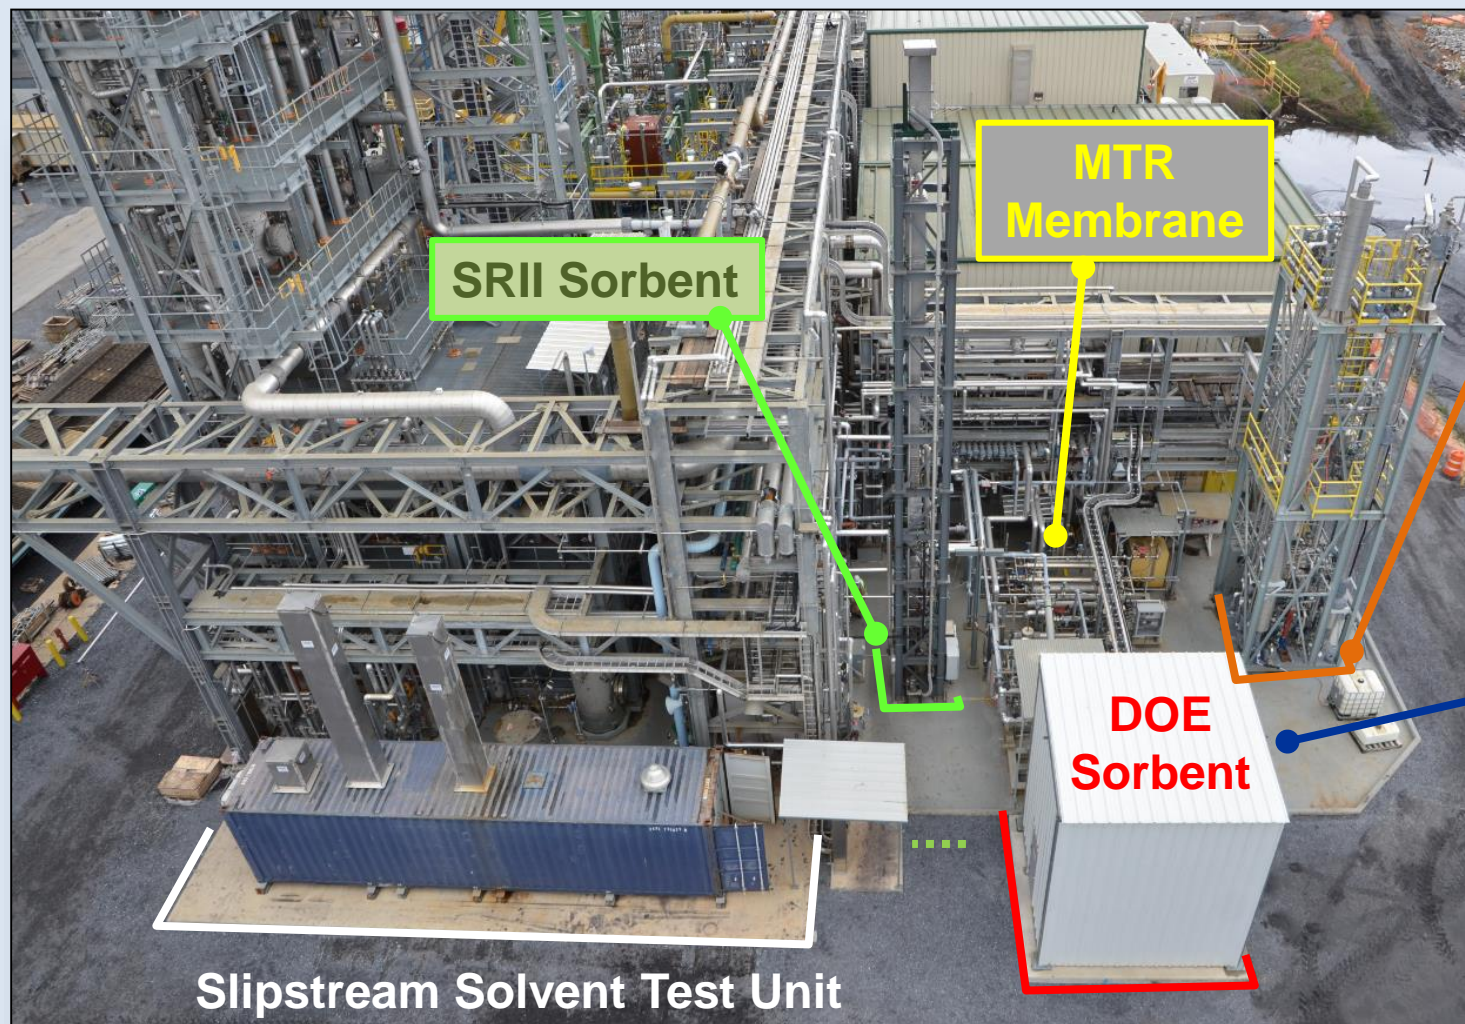 MTR
Membrane
SRII Sorbent
DOE
Sorbent
Slipstream Solvent Test Unit